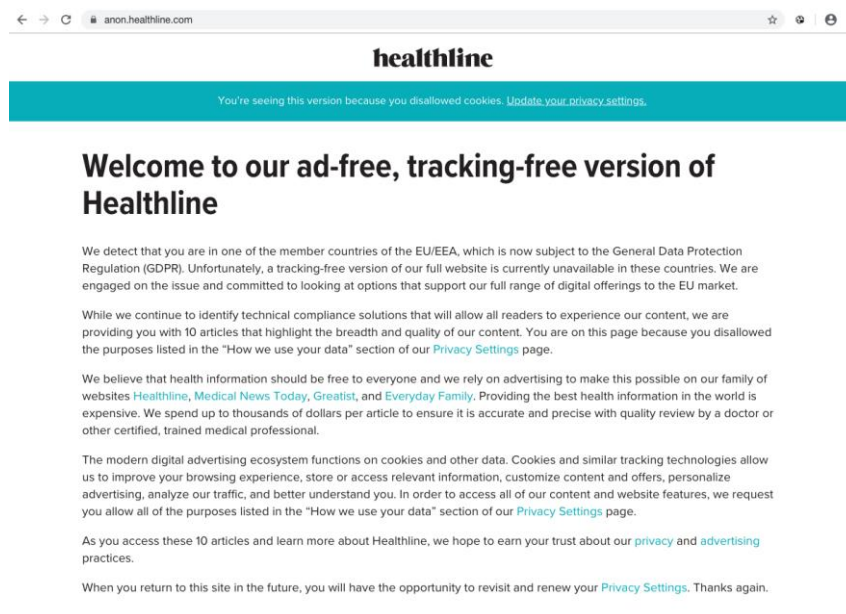 anon.healthline.com
healthline
You're seeing this version because you disallowed cookies. Update your privacy settings.
Welcome to our ad-free, tracking-free version of
Healthline
We detect that you are in one of the member countries of the EU/EEA, which is now subject to the General Data Protection
Regulation (GDPR). Unfortunately, a tracking-free version of our full website is currently unavailable in these countries. We are
engaged on the issue and committed to looking at options that support our full range of digital offerings to the EU market.
While we continue to identify technical compliance solutions that will allow all readers to experience our content, we are
providing you with 10 articles that highlight the breadth and quality of our content. You are on this page because you disallowed
the purposes listed in the “How we use your data” section of our Privacy Settings page.
We believe that health information should be free to everyone and we rely on advertising to make this possible on our family of
websites Healthline, Medical News Today, Greatist, and Everyday Family. Providing the best health information in the world is
expensive. We spend up to thousands of dollars per article to ensure it is accurate and precise with quality review by a doctor or
other certified, trained medical professional.
The modern digital advertising ecosystem functions on cookies and other data. Cookies and similar tracking technologies allow
us to improve your browsing experience, store or access relevant information, customize content and offers, personalize
advertising, analyze our traffic, and better understand you. In order to access all of our content and website features, we request
you allow all of the purposes listed in the “How we use your data” section of our Privacy Settings page.
As you access these 10 articles and learn more about Healthline, we hope to earn your trust about our privacy and advertising
practices.
When you return to this site in the future, you will have the opportunity to revisit and renew your Privacy Settings. Thanks again.